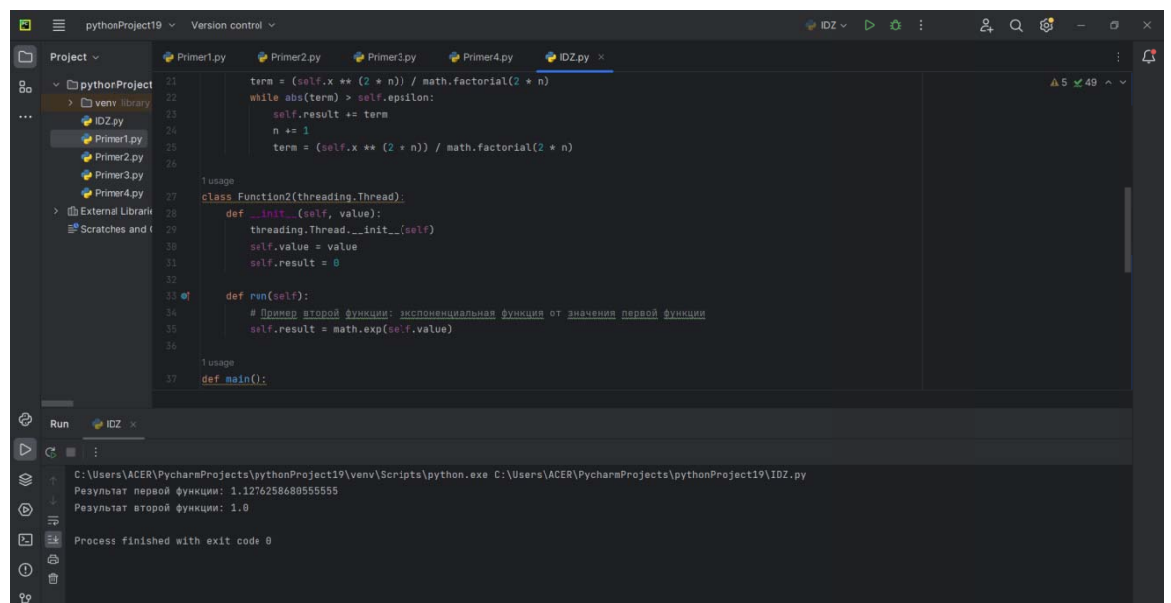 pythonProject19 Version control IDZ
Project Primer1.py Primer2.py Primer3.py Primer4.py IDZ.py
pythonProject
venv library
IDZ.py
Primer1.py
Primer2.py
Primer3.py
Primer4.py
External Librarie
Scratches and
5 49
21 term = (self.x ** (2 * n)) / math.factorial(2 * n)
22 while abs(term) > self.epsilon:
23 self.result += term
24 n += 1
25 term = (self.x ** (2 * n)) / math.factorial(2 * n)
26
1 usage
27 class Function2(threading.Thread):
28 def __init__(self, value):
29 threading.Thread.__init__(self)
30 self.value = value
31 self.result = 0
32
33 def run(self):
34 # Пример второй функции: экспоненциальная функция от значения первой функции
35 self.result = math.exp(self.value)
36
1 usage
37 def main():
Run IDZ
C:\Users\ACER\PycharmProjects\pythonProject19\venv\Scripts\python.exe C:\Users\ACER\PycharmProjects\pythonProject19\IDZ.py
Результат первой функции: 1.1276258680555555
Результат второй функции: 1.0
Process finished with exit code 0